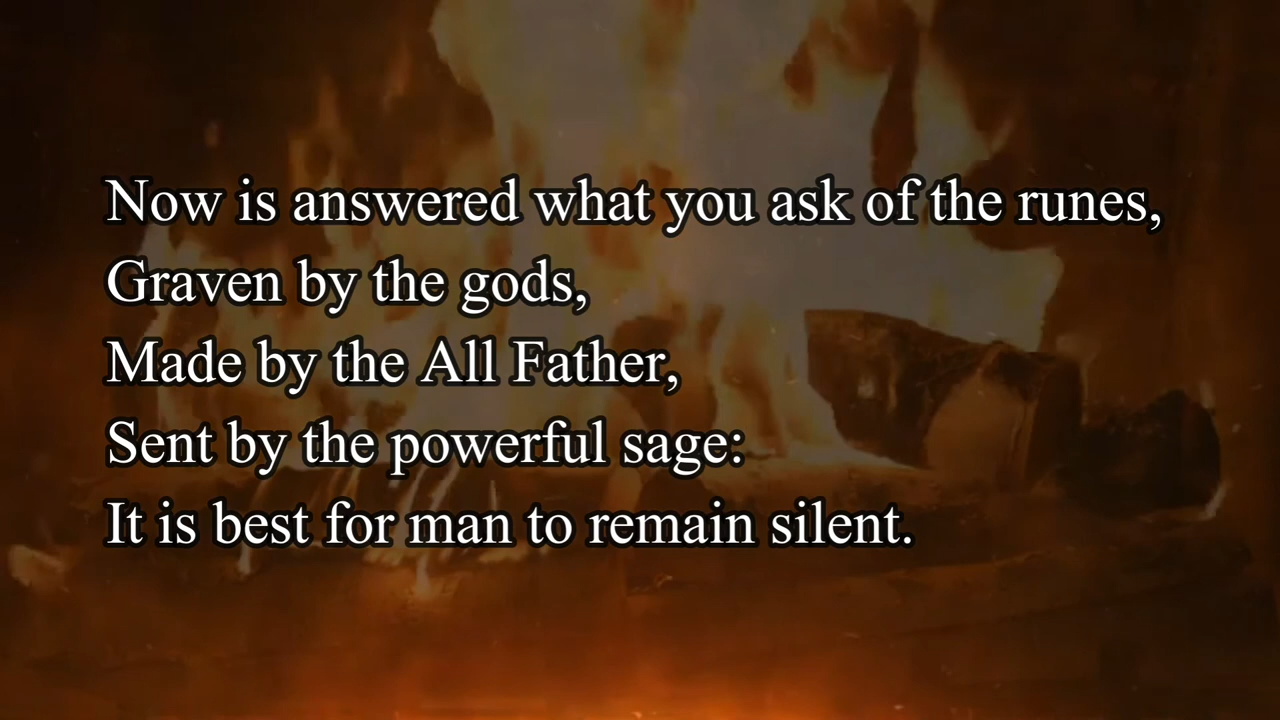 Now is answered what you ask of the runes,
Graven by the gods,
Made by the All Father,
Sent by the powerful sage:
It is best for man to remain silent.